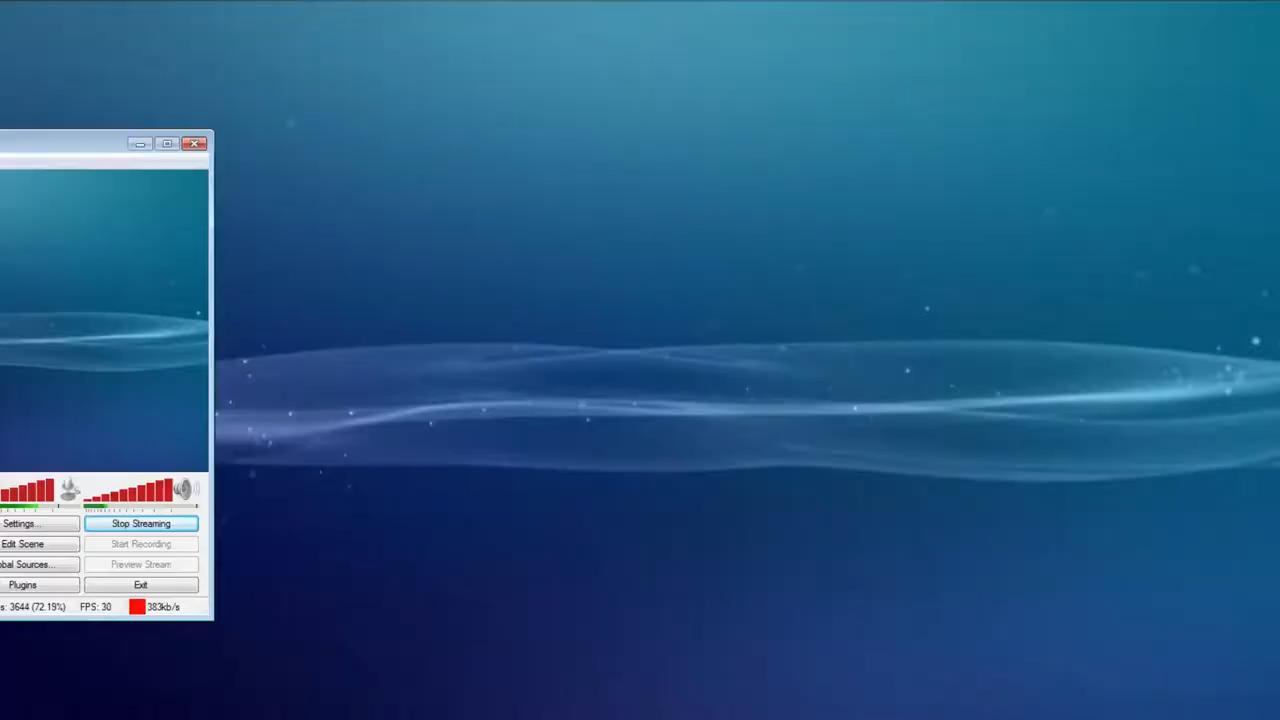 Settings... Stop Streaming
Edit Scene Start Recording
bal Sources... Preview Stream
Plugins Exit
s: 3644 (72.19%) FPS: 30 383kb/s